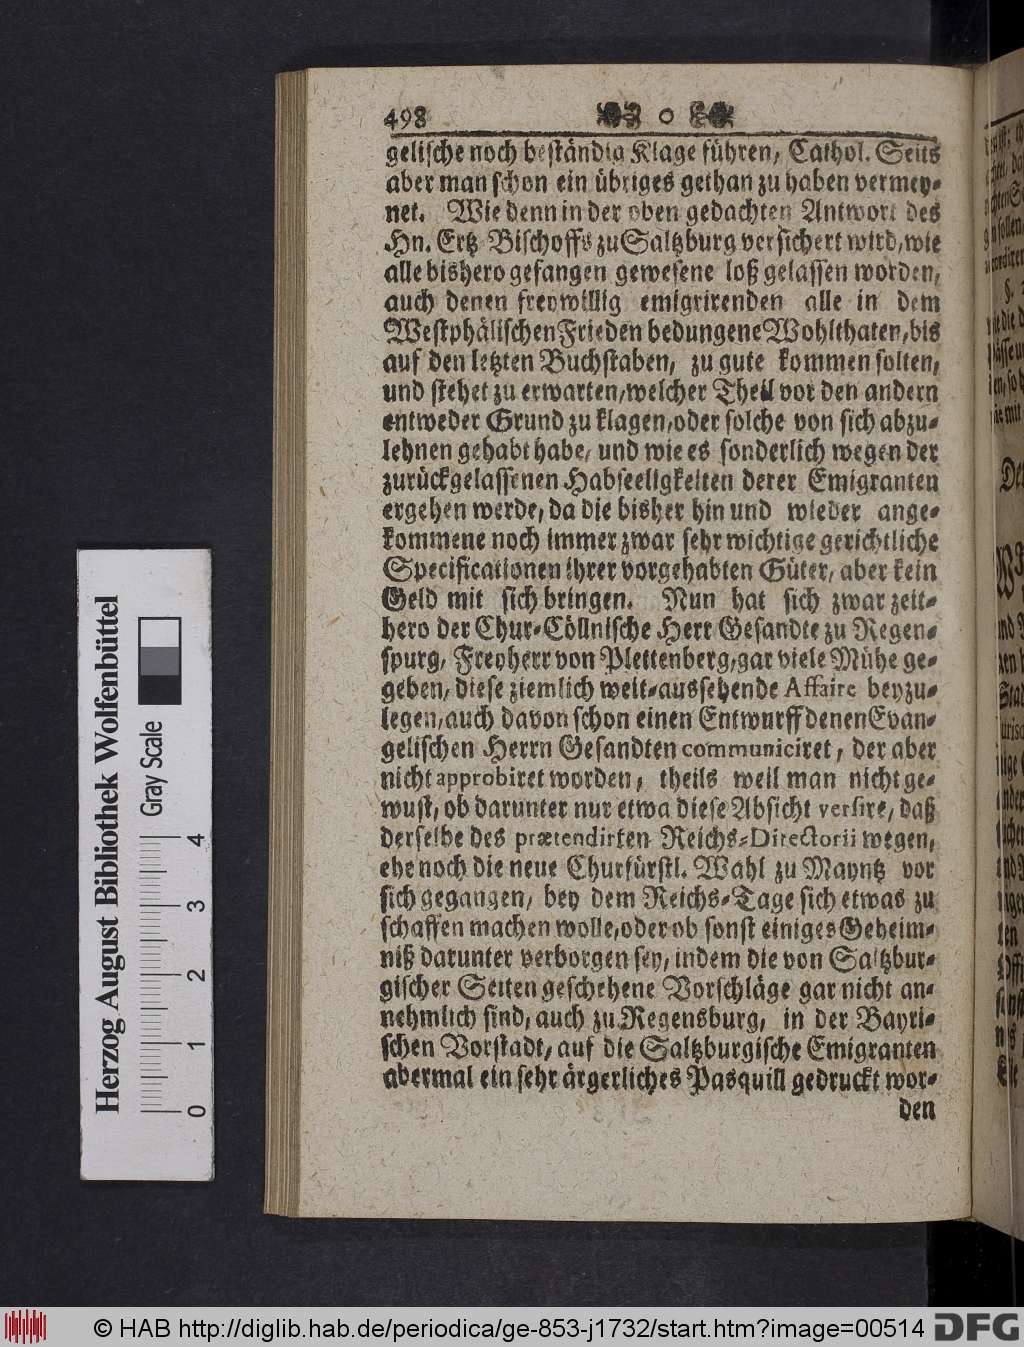 498 o
gelische noch beständig Klage führen, Cathol. Seits
aber man schon ein übriges gethan zu haben vermey-
net. Wie denn in der oben gedachten Antwort des
Hn. Ertz Bischoffs zu Saltzburg versichert wird, wie
alle bishero gefangen gewesene loß gelassen worden,
auch denen freywillig emigrirenden alle in dem
Westphälischen Frieden bedungene Wohlthaten, bis
auf den letzten Buchstaben, zu gute kommen solten,
und stehet zu erwarten, welcher Theil vor den andern
entweder Grund zu klagen, oder solche von sich abzu-
lehnen gehabt habe, und wie es sonderlich wegen der
zurückgelassenen Habseeligkeiten derer Emigranten
ergehen werde, da die bisher hin und wieder ange-
kommene noch immer zwar sehr wichtige gerichtliche
Specificationen ihrer vorgehabten Güter, aber kein
Geld mit sich bringen. Nun hat sich zwar zeit-
hero der Chur-Cöllnische Herr Gesandte zu Regen-
spurg, Freyherr von Plettenberg, gar viele Mühe ge-
geben, diese ziemlich weit-aussehende Affaire beyzu-
legen, auch davon schon einen Entwurff denen Evan-
gelischen Herrn Gesandten communiciret, der aber
nicht approbiret worden, theils weil man nicht ge-
wust, ob darunter nur etwa diese Absicht versire, daß
derselbe des prætendirten Reichs-Directorii wegen,
ehe noch die neue Churfürstl. Wahl zu Mayntz vor
sich gegangen, bey dem Reichs-Tage sich etwas zu
schaffen machen wolle, oder ob sonst einiges Geheim-
niß darunter verborgen sey, indem die von Saltzbur-
gischer Seiten geschehene Vorschläge gar nicht an-
nehmlich sind, auch zu Regensburg, in der Bayri-
schen Vorstadt, auf die Saltzburgische Emigranten
abermal ein sehr ärgerliches Pasquill gedruckt wor-
den
Herzog August Bibliothek Wolfenbüttel
Gray Scale
0 1 2 3 4
© HAB http://diglib.hab.de/periodica/ge-853-j1732/start.htm?image=00514
DFG